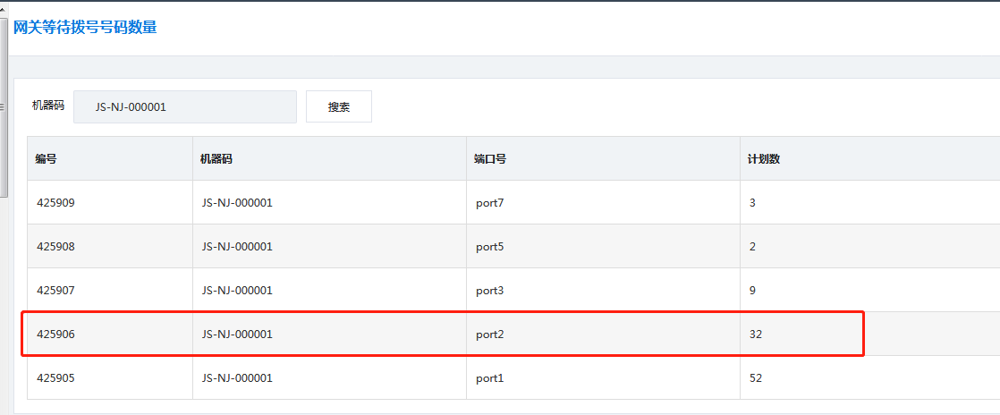 网关等待拨号号码数量
机器码 JS-NJ-000001 搜索
编号 机器码 端口号 计划数
425909 JS-NJ-000001 port7 3
425908 JS-NJ-000001 port5 2
425907 JS-NJ-000001 port3 9
425906 JS-NJ-000001 port2 32
425905 JS-NJ-000001 port1 52